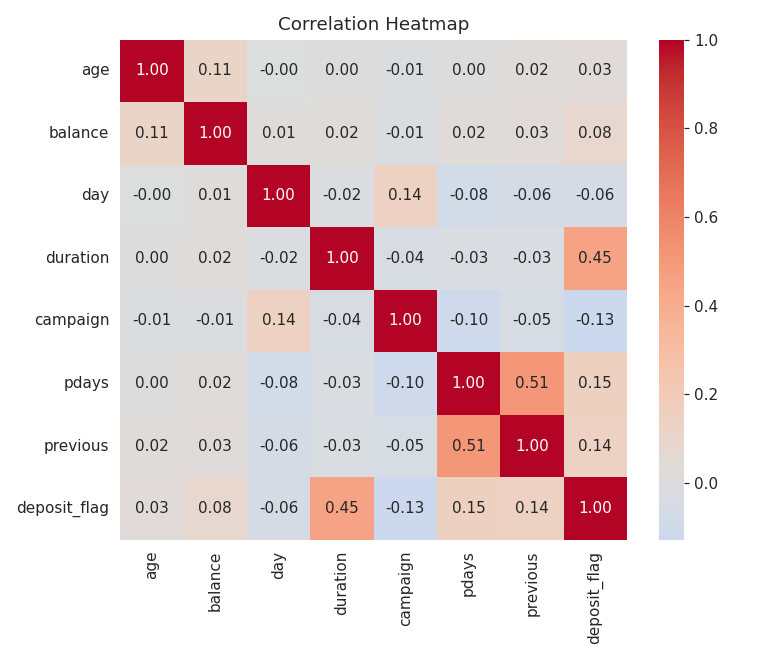 Correlation Heatmap
age 1.00 0.11 -0.00 0.00 -0.01 0.00 0.02 0.03
balance 0.11 1.00 0.01 0.02 -0.01 0.02 0.03 0.08
day -0.00 0.01 1.00 -0.02 0.14 -0.08 -0.06 -0.06
duration 0.00 0.02 -0.02 1.00 -0.04 -0.03 -0.03 0.45
campaign -0.01 -0.01 0.14 -0.04 1.00 -0.10 -0.05 -0.13
pdays 0.00 0.02 -0.08 -0.03 -0.10 1.00 0.51 0.15
previous 0.02 0.03 -0.06 -0.03 -0.05 0.51 1.00 0.14
deposit_flag 0.03 0.08 -0.06 0.45 -0.13 0.15 0.14 1.00
age balance day duration campaign pdays previous deposit_flag
1.0
0.8
0.6
0.4
0.2
0.0